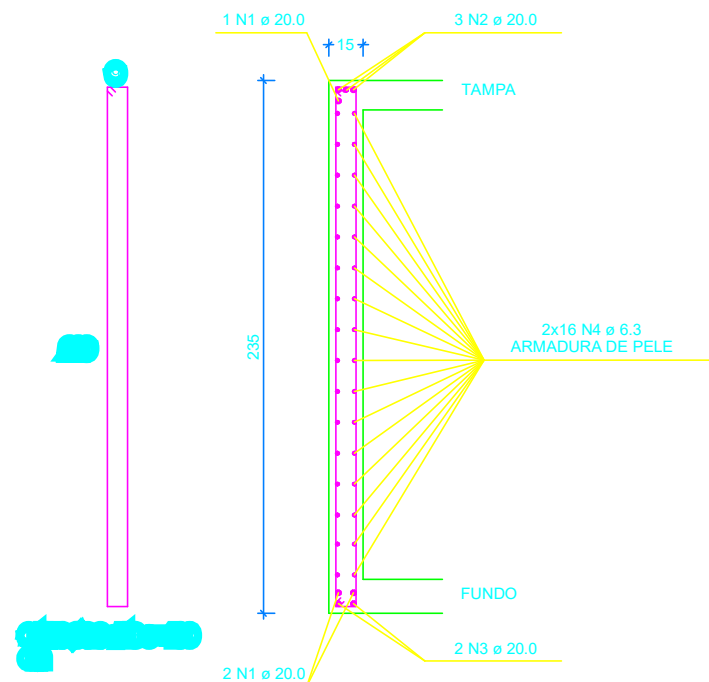 1 N1 ø 20.0
3 N2 ø 20.0
15
TAMPA
235
2x16 N4 ø 6.3
ARMADURA DE PELE
FUNDO
2 N3 ø 20.0
2 N1 ø 20.0